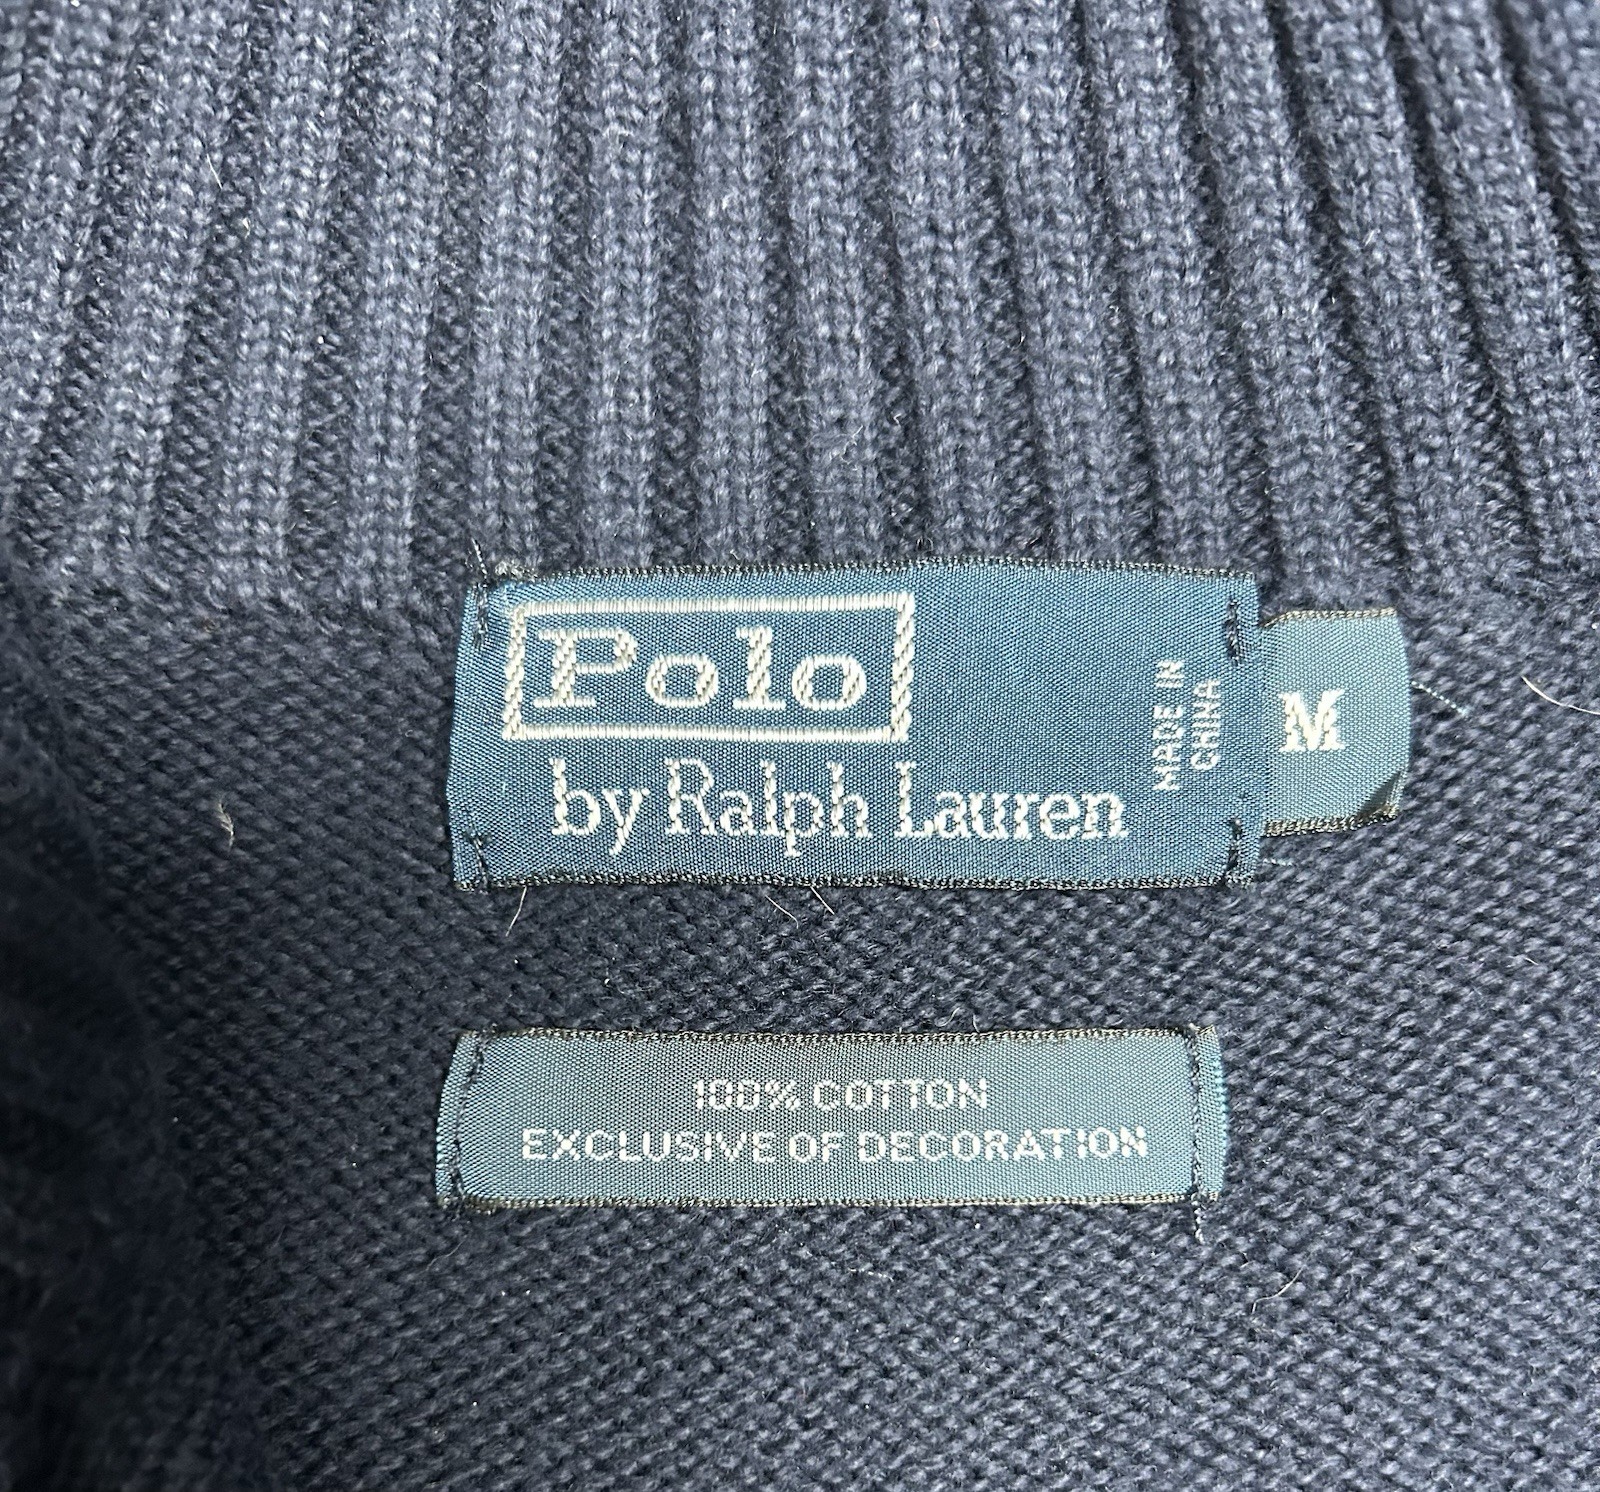 Polo
by Ralph Lauren
MADE IN
CHINA
M
100% COTTON
EXCLUSIVE OF DECORATION